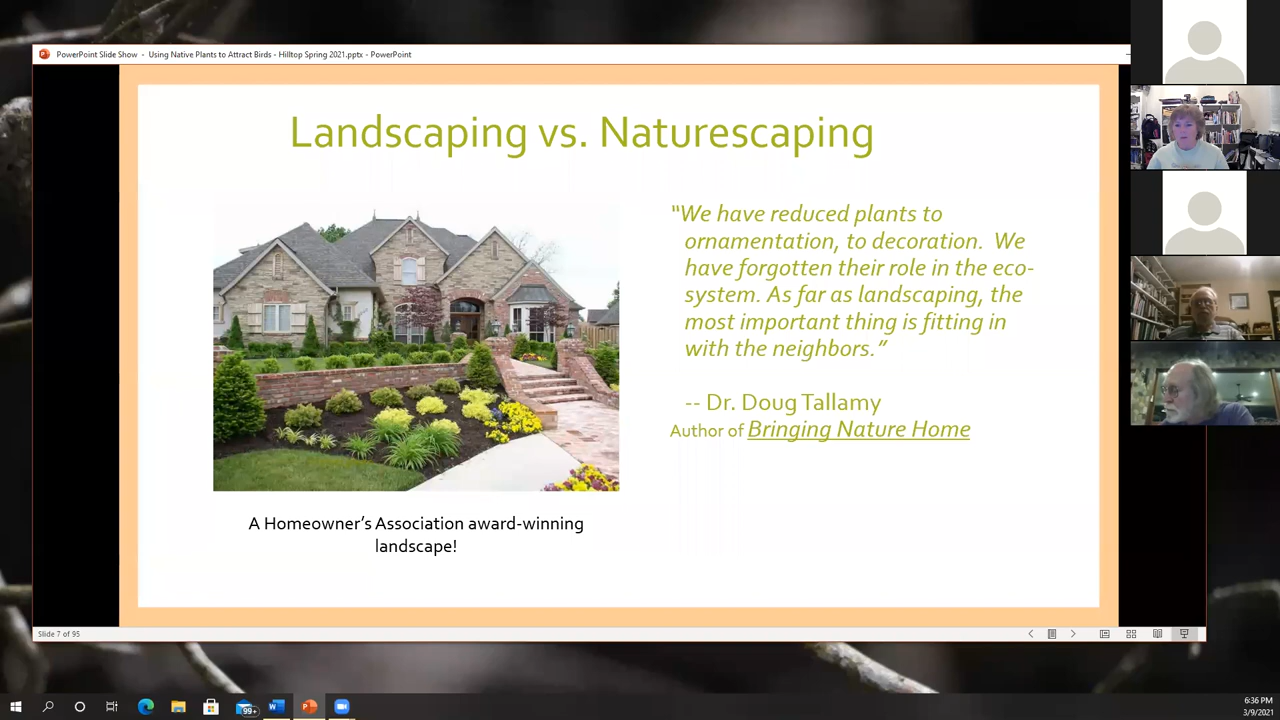 PowerPoint Slide Show - Using Native Plants to Attract Birds - Hilltop Spring 2021.pptx - PowerPoint
Landscaping vs. Naturescaping
“We have reduced plants to
ornamentation, to decoration. We
have forgotten their role in the eco-
system. As far as landscaping, the
most important thing is fitting in
with the neighbors.”
-- Dr. Doug Tallamy
Author of Bringing Nature Home
A Homeowner’s Association award-winning
landscape!
Slide 7 of 95
99+
6:36 PM
3/9/2021